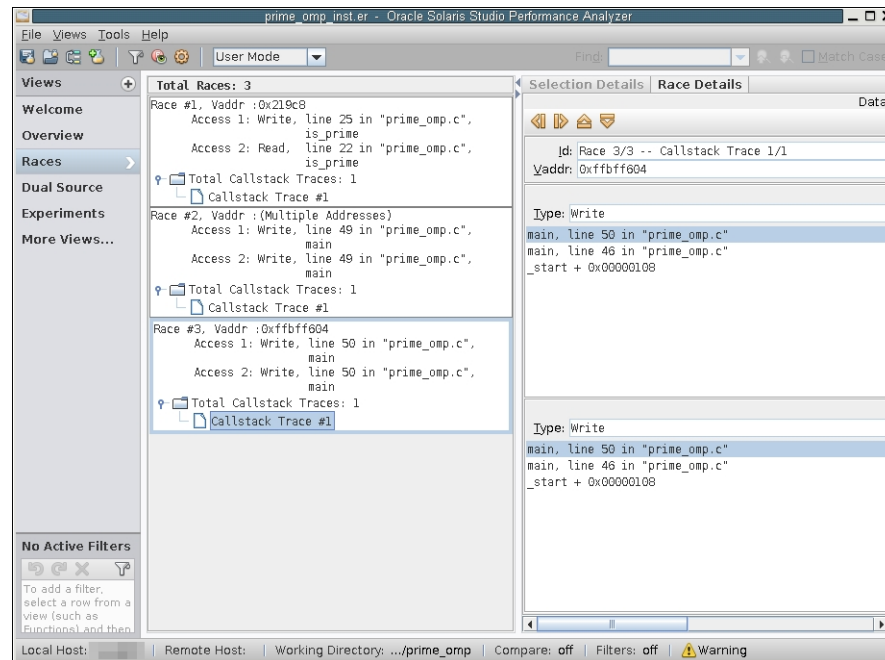 prime_omp_inst.er - Oracle Solaris Studio Performance Analyzer
File Views Tools Help
User Mode
Find:
Match Case
Views
Welcome
Overview
Races
Dual Source
Experiments
More Views...
Total Races: 3
Race #1, Vaddr :0x219c8
Access 1: Write, line 25 in "prime_omp.c",
is_prime
Access 2: Read, line 22 in "prime_omp.c",
is_prime
Total Callstack Traces: 1
Callstack Trace #1
Race #2, Vaddr :(Multiple Addresses)
Access 1: Write, line 49 in "prime_omp.c",
main
Access 2: Write, line 49 in "prime_omp.c",
main
Total Callstack Traces: 1
Callstack Trace #1
Race #3, Vaddr :0xffbff604
Access 1: Write, line 50 in "prime_omp.c",
main
Access 2: Write, line 50 in "prime_omp.c",
main
Total Callstack Traces: 1
Callstack Trace #1
Selection Details Race Details
Data
Id: Race 3/3 -- Callstack Trace 1/1
Vaddr: 0xffbff604
Type: Write
main, line 50 in "prime_omp.c"
main, line 46 in "prime_omp.c"
_start + 0x00000108
Type: Write
main, line 50 in "prime_omp.c"
main, line 46 in "prime_omp.c"
_start + 0x00000108
No Active Filters
To add a filter,
select a row from a
view (such as
Functions) and then
Local Host: Remote Host: Working Directory: .../prime_omp Compare: off Filters: off Warning